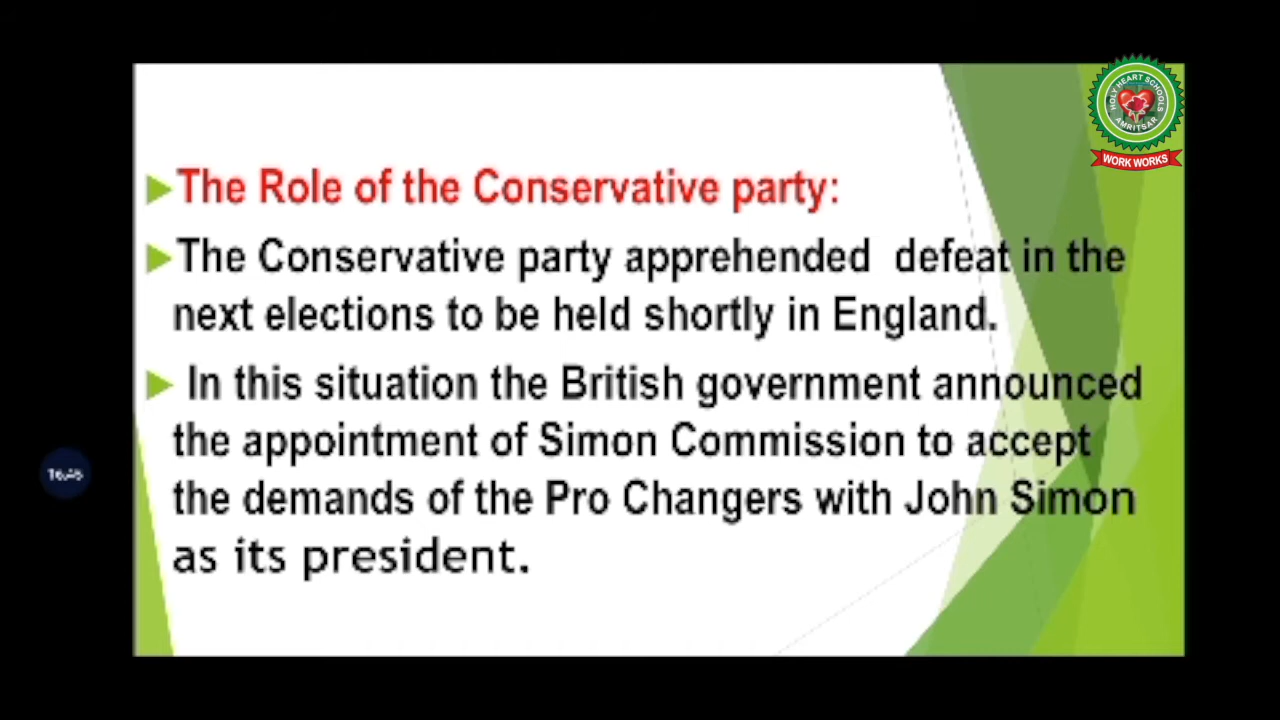 HOLY HEART SCHOOLS
AMRITSAR
WORK WORKS
The Role of the Conservative party:
The Conservative party apprehended defeat in the
next elections to be held shortly in England.
In this situation the British government announced
the appointment of Simon Commission to accept
the demands of the Pro Changers with John Simon
as its president.